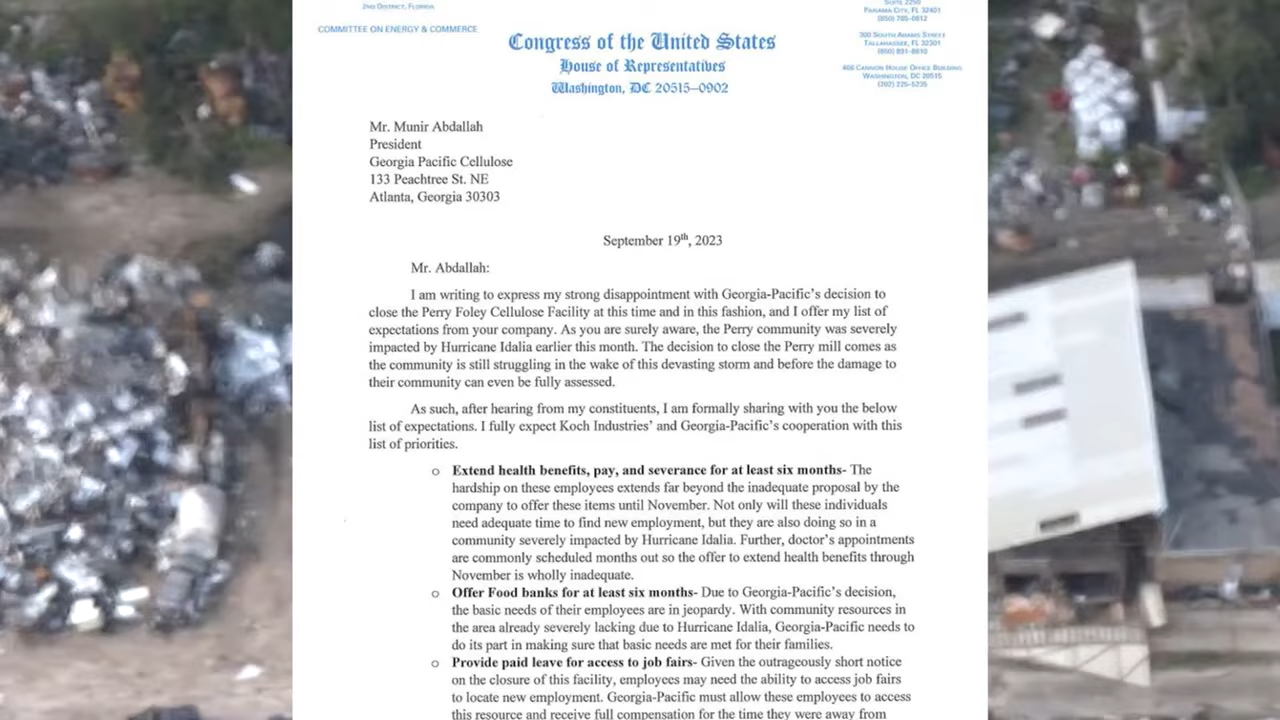 2ND DISTRICT, FLORIDA
COMMITTEE ON ENERGY & COMMERCE
Congress of the United States
House of Representatives
Washington, DC 20515–0902
SUITE 2250
PANAMA CITY, FL 32401
(850) 785-0812
300 SOUTH ADAMS STREET
TALLAHASSEE, FL 32301
(850) 891-8610
466 CANNON HOUSE OFFICE BUILDING
WASHINGTON, DC 20515
(202) 225-5235
Mr. Munir Abdallah
President
Georgia Pacific Cellulose
133 Peachtree St. NE
Atlanta, Georgia 30303
September 19th, 2023
Mr. Abdallah:
I am writing to express my strong disappointment with Georgia-Pacific's decision to
close the Perry Foley Cellulose Facility at this time and in this fashion, and I offer my list of
expectations from your company. As you are surely aware, the Perry community was severely
impacted by Hurricane Idalia earlier this month. The decision to close the Perry mill comes as
the community is still struggling in the wake of this devasting storm and before the damage to
their community can even be fully assessed.
As such, after hearing from my constituents, I am formally sharing with you the below
list of expectations. I fully expect Koch Industries' and Georgia-Pacific's cooperation with this
list of priorities.
o Extend health benefits, pay, and severance for at least six months- The
hardship on these employees extends far beyond the inadequate proposal by the
company to offer these items until November. Not only will these individuals
need adequate time to find new employment, but they are also doing so in a
community severely impacted by Hurricane Idalia. Further, doctor's appointments
are commonly scheduled months out so the offer to extend health benefits through
November is wholly inadequate.
o Offer Food banks for at least six months- Due to Georgia-Pacific's decision,
the basic needs of their employees are in jeopardy. With community resources in
the area already severely lacking due to Hurricane Idalia, Georgia-Pacific needs to
do its part in making sure that basic needs are met for their families.
o Provide paid leave for access to job fairs- Given the outrageously short notice
on the closure of this facility, employees may need the ability to access job fairs
to locate new employment. Georgia-Pacific must allow these employees to access
this resource and receive full compensation for the time they were away from